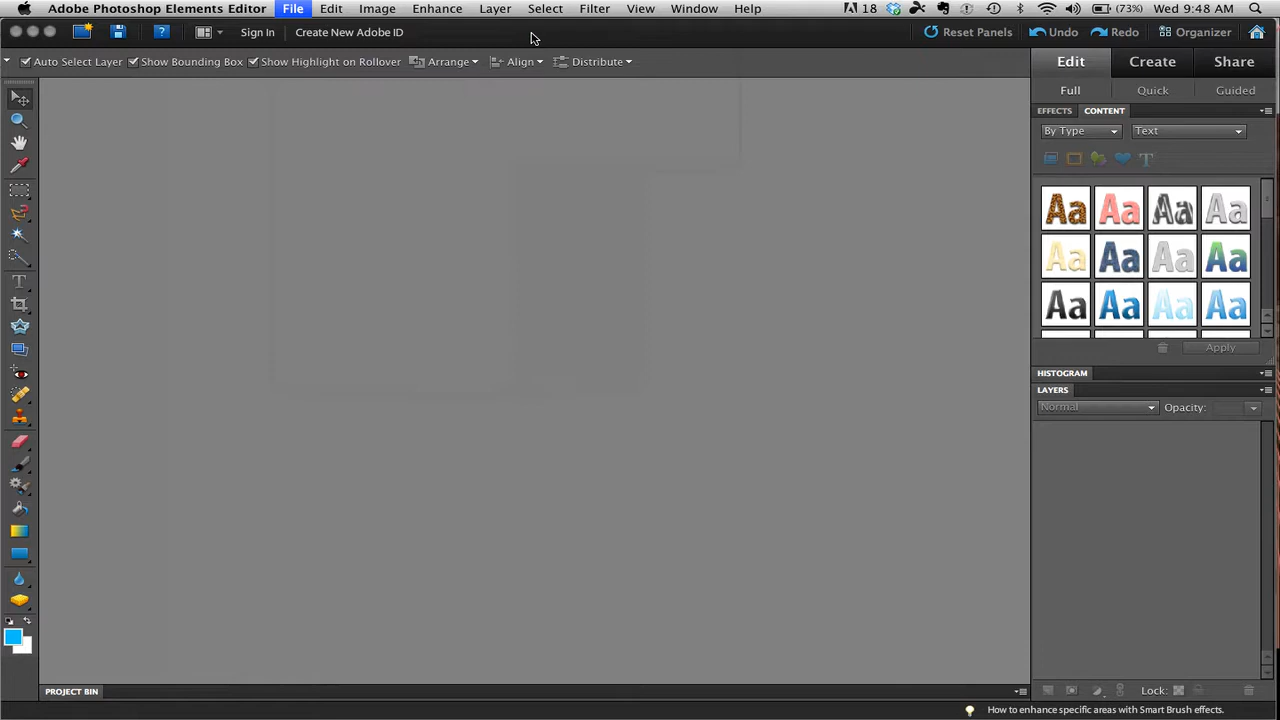 Adobe Photoshop Elements Editor File Edit Image Enhance Layer Select Filter View Window Help 18 (73%) Wed 9:48 AM
? Sign In Create New Adobe ID Reset Panels Undo Redo Organizer
Auto Select Layer Show Bounding Box Show Highlight on Rollover Arrange Align Distribute
Edit Create Share
Full Quick Guided
EFFECTS CONTENT
By Type Text
T
Aa Aa Aa Aa
Aa Aa Aa Aa
Aa Aa Aa Aa
Apply
HISTOGRAM
LAYERS
Normal Opacity:
T
PROJECT BIN
Lock:
How to enhance specific areas with Smart Brush effects.